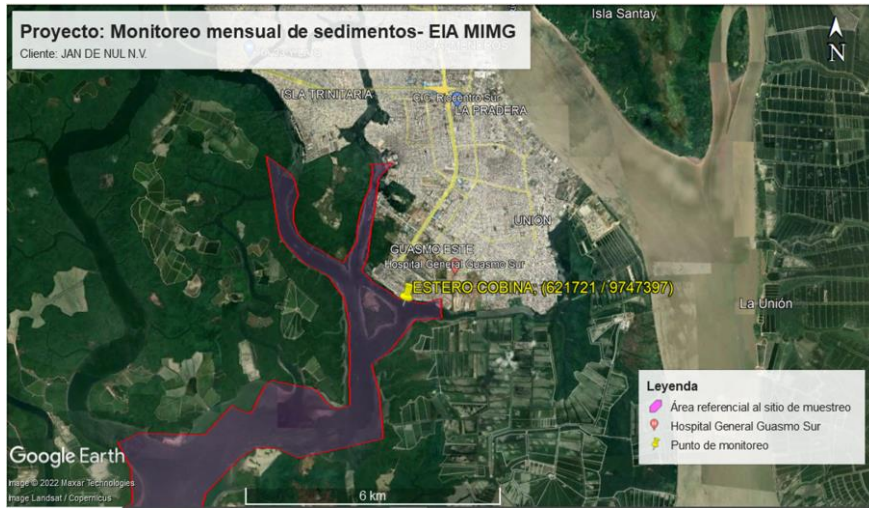 Proyecto: Monitoreo mensual de sedimentos- EIA MIMG
Cliente: JAN DE NUL N.V.
Isla Santay
N
ISLA TRINITARIA
LA PRADERA
UNIÓN
GUASMO ESTE
Hospital General Guasmo Sur
ESTERO COBINA, (621721 / 9747397)
La Unión
Leyenda
Área referencial al sitio de muestreo
Hospital General Guasmo Sur
Punto de monitoreo
Google Earth
Image © 2022 Maxar Technologies
Image Landsat / Copernicus
6 km